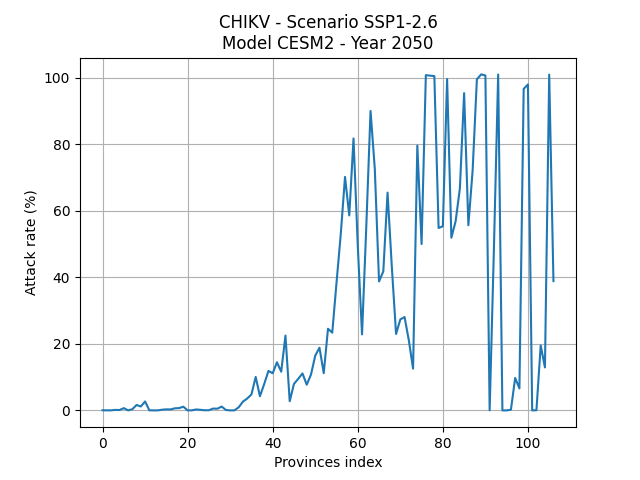 CHIKV - Scenario SSP1-2.6
Model CESM2 - Year 2050
100
80
60
40
20
0
Attack rate (%)
0 20 40 60 80 100
Provinces index